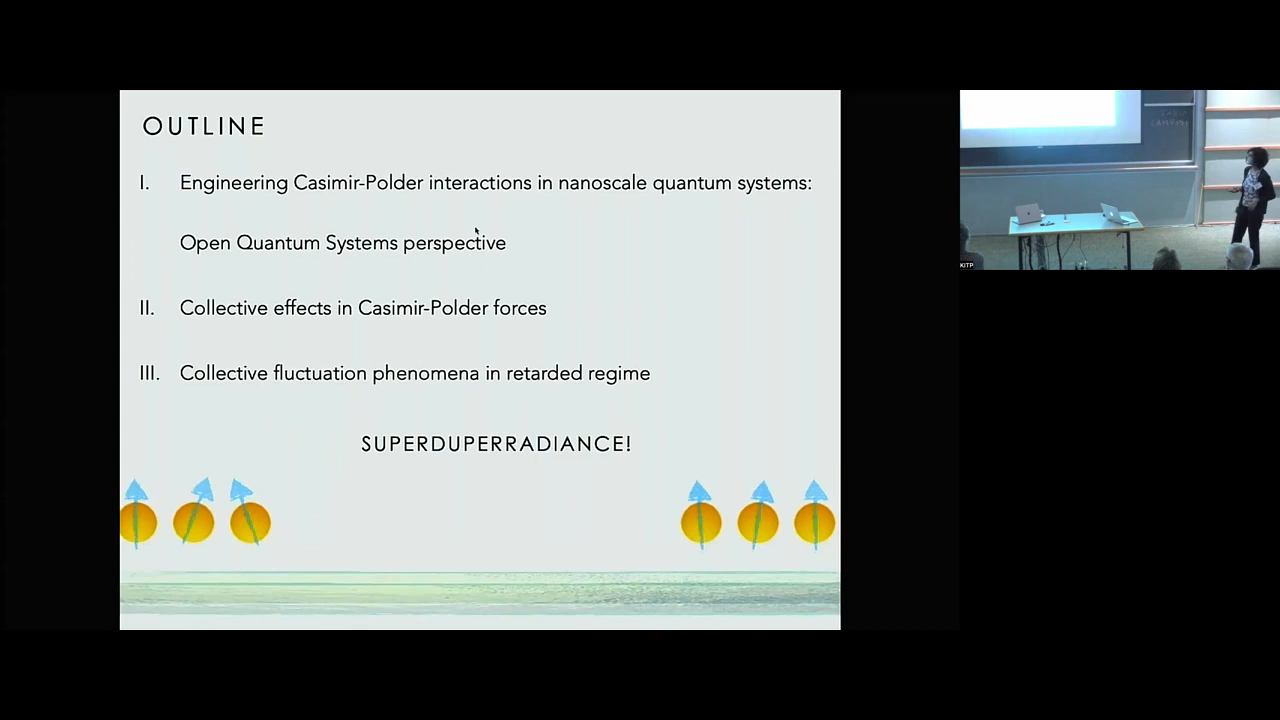 OUTLINE
I. Engineering Casimir-Polder interactions in nanoscale quantum systems:
Open Quantum Systems perspective
II. Collective effects in Casimir-Polder forces
III. Collective fluctuation phenomena in retarded regime
SUPERDUPERRADIANCE!
KITP